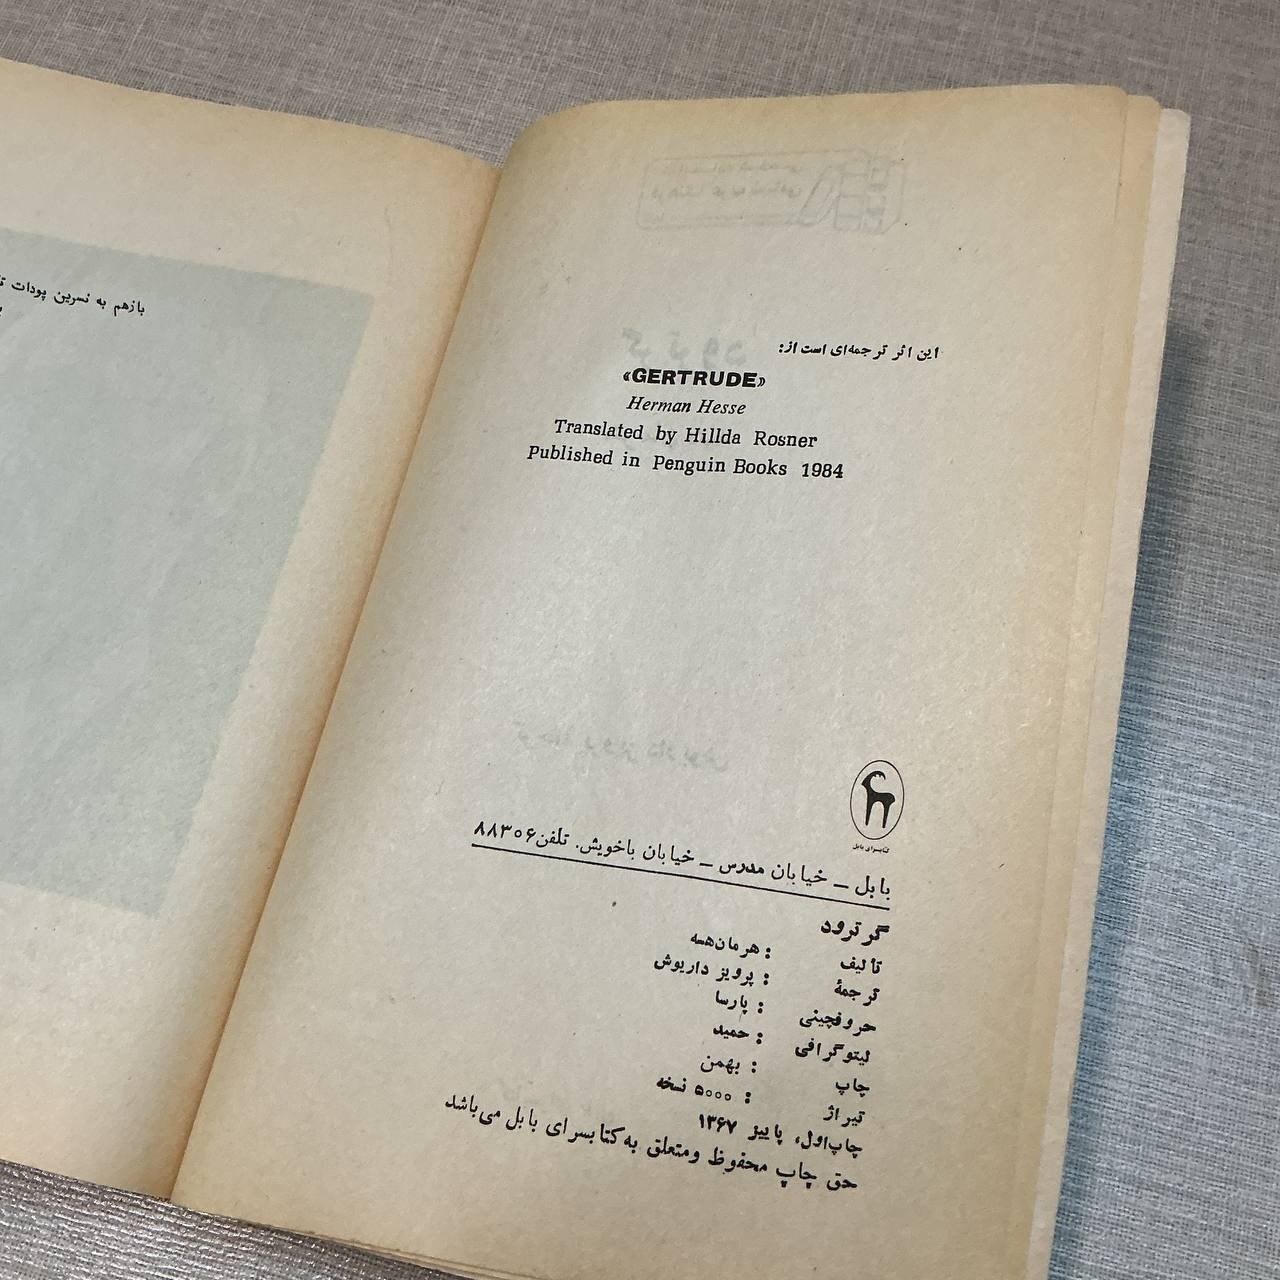 بازهم به نسرین پودات
این اثر ترجمه‌ای است از:
«GERTRUDE»
Herman Hesse
Translated by Hillda Rosner
Published in Penguin Books 1984
کتابسرای بابل
بابل – خیابان مدرس – خیابان باخویش. تلفن ۸۸۳۰۶
گرترود
تألیف : هرمان‌هسه
ترجمهٔ : پرویز داریوش
حروفچینی : پارسا
لیتوگرافی : حمید
چاپ : بهمن
تیراژ : ۵۰۰۰ نسخه
چاپ‌اول، پاییز ۱۳۶۷
حق چاپ محفوظ ومتعلق به‌کتابسرای بابل می‌باشد